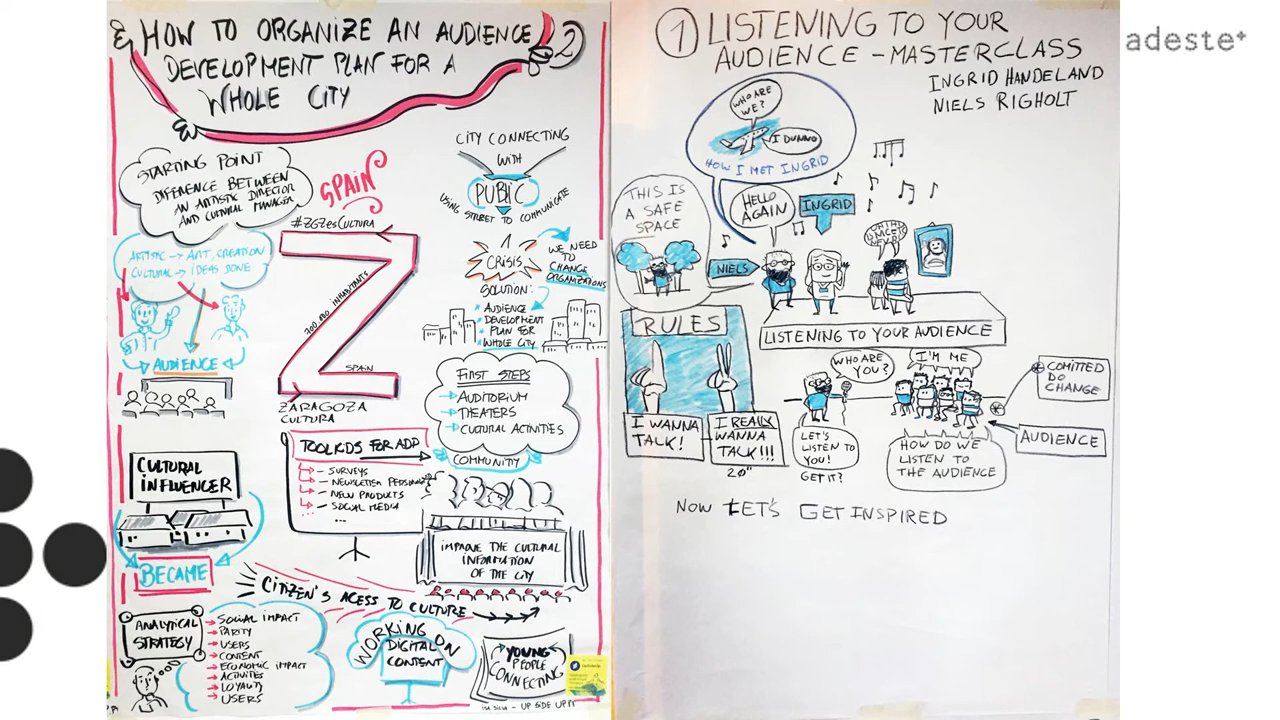 HOW TO ORGANIZE AN AUDIENCE
DEVELOPMENT PLAN FOR A
WHOLE CITY
2
STARTING POINT
DIFFERENCE BETWEEN
AN ARTISTIC DIRECTOR
AND CULTURAL MANAGER
SPAIN
#ZGZesCULTURA
ARTISTIC → ART, CREATION
CULTURAL → IDEAS DONE
AUDIENCE
700.000 INHABITANTS
SPAIN
ZARAGOZA
CULTURA
CITY CONNECTING
WITH
PUBLIC
USING STREET TO COMMUNICATE
CRISIS
WE NEED
TO CHANGE
ORGANIZATIONS
SOLUTION:
* AUDIENCE
* DEVELOPMENT
* PLAN FOR
* WHOLE CITY
FIRST STEPS
→ AUDITORIUM
→ THEATERS
→ CULTURAL ACTIVITIES
COMMUNITY
CULTURAL
INFLUENCER
BECAME
TOOLKIDS FOR ADP
SURVEYS
NEWSLETTER
NEW PRODUCTS
SOCIAL MEDIA
...
IMPROVE THE CULTURAL
INFORMATION
OF THE CITY
CITIZEN'S ACESS TO CULTURE
ANALYTICAL
STRATEGY
→ SOCIAL IMPACT
→ PARITY
→ USERS
→ CONTENT
→ ECONOMIC IMPACT
→ ACTIVITIES
→ LOYALTY
→ USERS
WORKING ON
DIGITAL
CONTENT
YOUNG
PEOPLE
CONNECTING
UP SIDE UP
1 LISTENING TO YOUR
AUDIENCE – MASTERCLASS
INGRID HANDELAND
NIELS RIGHOLT
WHO ARE
WE?
I DUNNO
HOW I MET INGRID
THIS IS
A SAFE
SPACE
HELLO
AGAIN
INGRID
NIELS
LISTENING TO YOUR AUDIENCE
RULES
I WANNA
TALK!
I REALLY
WANNA
TALK!!!
20"
WHO ARE
YOU?
I'M ME
LET'S
LISTEN TO
YOU!
GET IT?
HOW DO WE
LISTEN TO
THE AUDIENCE
COMITTED
DO
CHANGE
AUDIENCE
NOW LET'S GET INSPIRED
adeste+